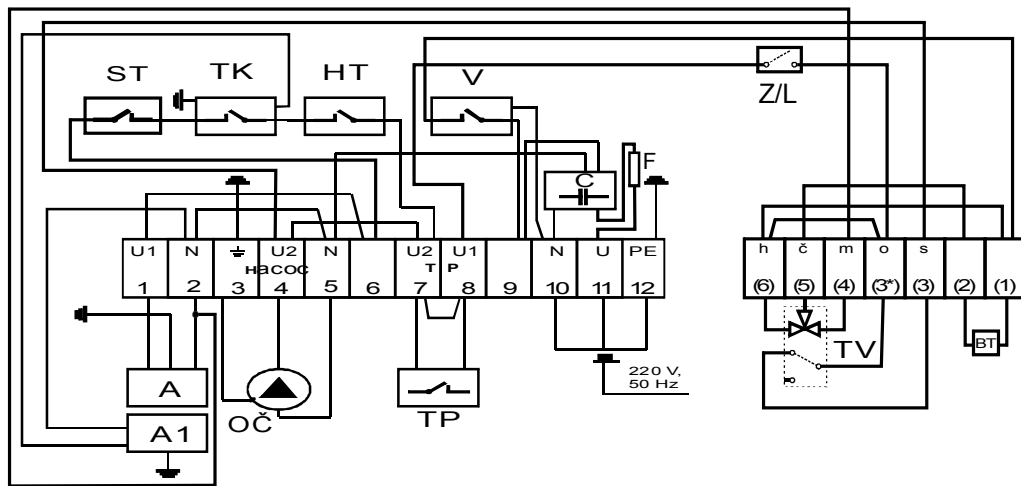 ST
TK
HT
V
Z/L
F
C
U1 N U2 N U2 U1 N U PE
насос Т Р
1 2 3 4 5 6 7 8 9 10 11 12
h č m o s
(6) (5) (4) (3*) (3) (2) (1)
TV
BT
220 V,
50 Hz
A
OČ
TP
A1